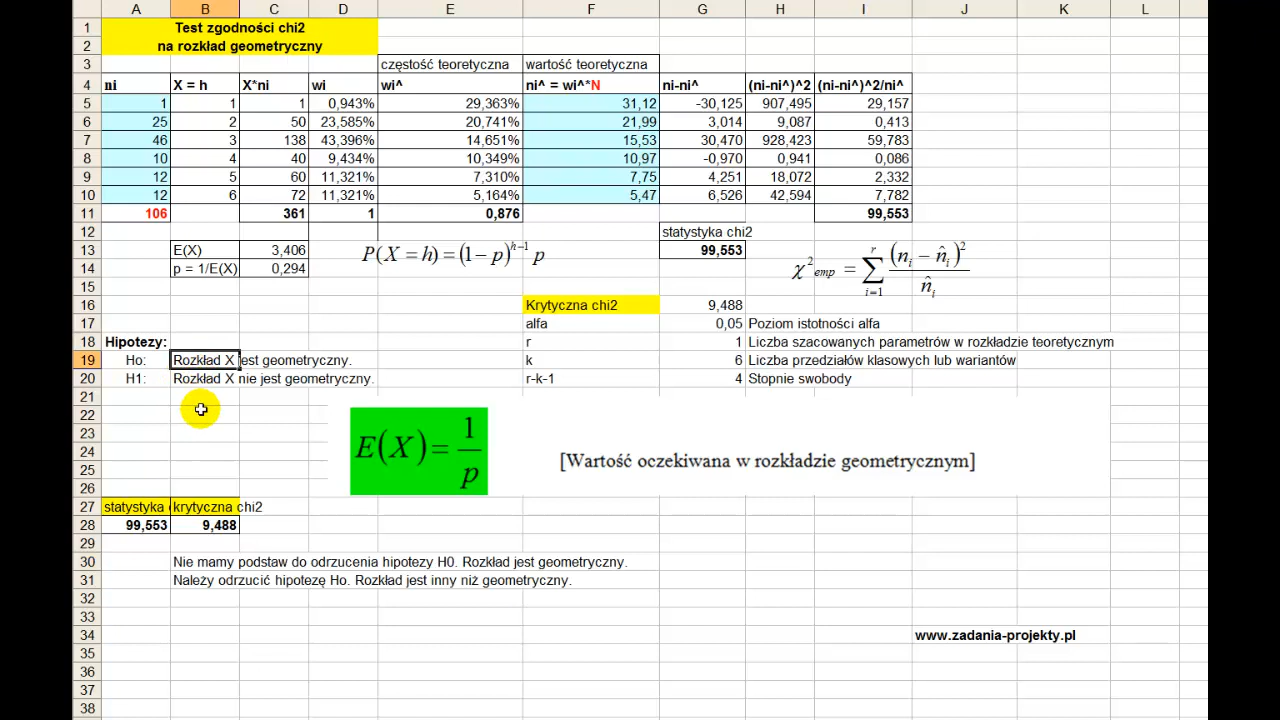 A B C D E F G H I J K L
1 Test zgodności chi2
2 na rozkład geometryczny
3 częstość teoretyczna wartość teoretyczna
4 ni X = h X*ni wi wi^ ni^ = wi^*N ni-ni^ (ni-ni^)^2 (ni-ni^)^2/ni^
5 1 1 1 0,943% 29,363% 31,12 -30,125 907,495 29,157
6 25 2 50 23,585% 20,741% 21,99 3,014 9,087 0,413
7 46 3 138 43,396% 14,651% 15,53 30,470 928,423 59,783
8 10 4 40 9,434% 10,349% 10,97 -0,970 0,941 0,086
9 12 5 60 11,321% 7,310% 7,75 4,251 18,072 2,332
10 12 6 72 11,321% 5,164% 5,47 6,526 42,594 7,782
11 106 361 1 0,876 99,553
12 statystyka chi2
13 E(X) 3,406 99,553
P(X = h) = (1 − p)^{h−1} p
χ²_{emp} = ∑_{i=1}^{r} (n_i − n̂_i)² / n̂_i
14 p = 1/E(X) 0,294
15
16 Krytyczna chi2 9,488
17 alfa 0,05 Poziom istotności alfa
18 Hipotezy: r 1 Liczba szacowanych parametrów w rozkładzie teoretycznym
19 Ho: Rozkład X jest geometryczny. k 6 Liczba przedziałów klasowych lub wariantów
20 H1: Rozkład X nie jest geometryczny. r-k-1 4 Stopnie swobody
21
22
23
24
E(X) = 1/p [Wartość oczekiwana w rozkładzie geometrycznym]
25
26
27 statystyka krytyczna chi2
28 99,553 9,488
29
30 Nie mamy podstaw do odrzucenia hipotezy H0. Rozkład jest geometryczny.
31 Należy odrzucić hipotezę Ho. Rozkład jest inny niż geometryczny.
32
33
34 www.zadania-projekty.pl
35
36
37
38